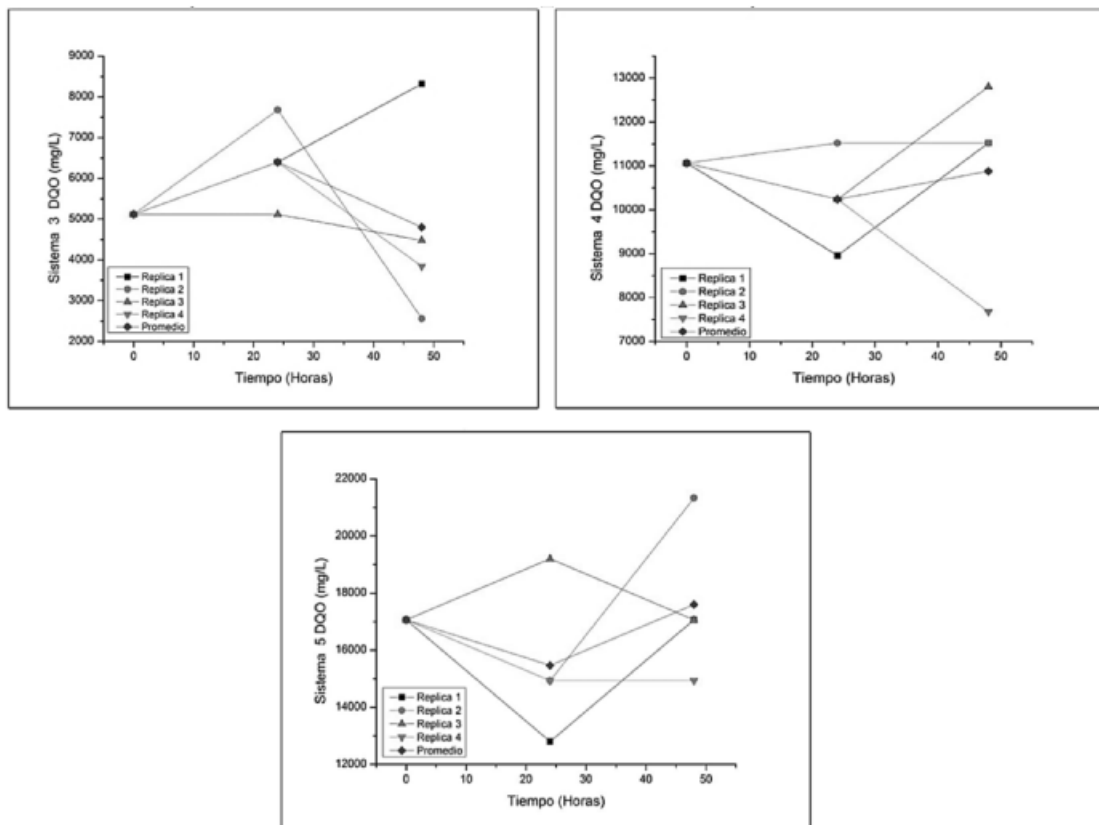 9000
8000
7000
6000
5000
4000
3000
2000
Sistema 3 DQO (mg/L)
Replica 1
Replica 2
Replica 3
Replica 4
Promedio
0 10 20 30 40 50
Tiempo (Horas)
13000
12000
11000
10000
9000
8000
7000
Sistema 4 DQO (mg/L)
Replica 1
Replica 2
Replica 3
Replica 4
Promedio
0 10 20 30 40 50
Tiempo (Horas)
22000
20000
18000
16000
14000
12000
Sistema 5 DQO (mg/L)
Replica 1
Replica 2
Replica 3
Replica 4
Promedio
0 10 20 30 40 50
Tiempo (Horas)